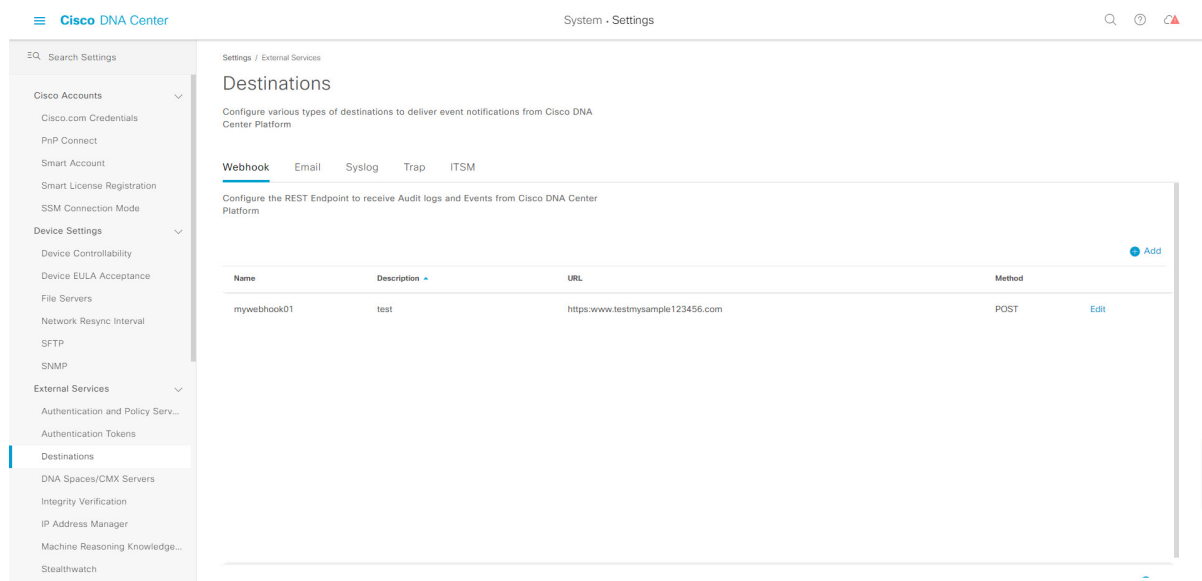 Cisco DNA Center
System • Settings
Search Settings
Cisco Accounts
Cisco.com Credentials
PnP Connect
Smart Account
Smart License Registration
SSM Connection Mode
Device Settings
Device Controllability
Device EULA Acceptance
File Servers
Network Resync Interval
SFTP
SNMP
External Services
Authentication and Policy Serv...
Authentication Tokens
Destinations
DNA Spaces/CMX Servers
Integrity Verification
IP Address Manager
Machine Reasoning Knowledge...
Stealthwatch
Settings / External Services
Destinations
Configure various types of destinations to deliver event notifications from Cisco DNA
Center Platform
Webhook Email Syslog Trap ITSM
Configure the REST Endpoint to receive Audit logs and Events from Cisco DNA Center
Platform
Add
Name Description URL Method
mywebhook01 test https:www.testmysample123456.com POST Edit